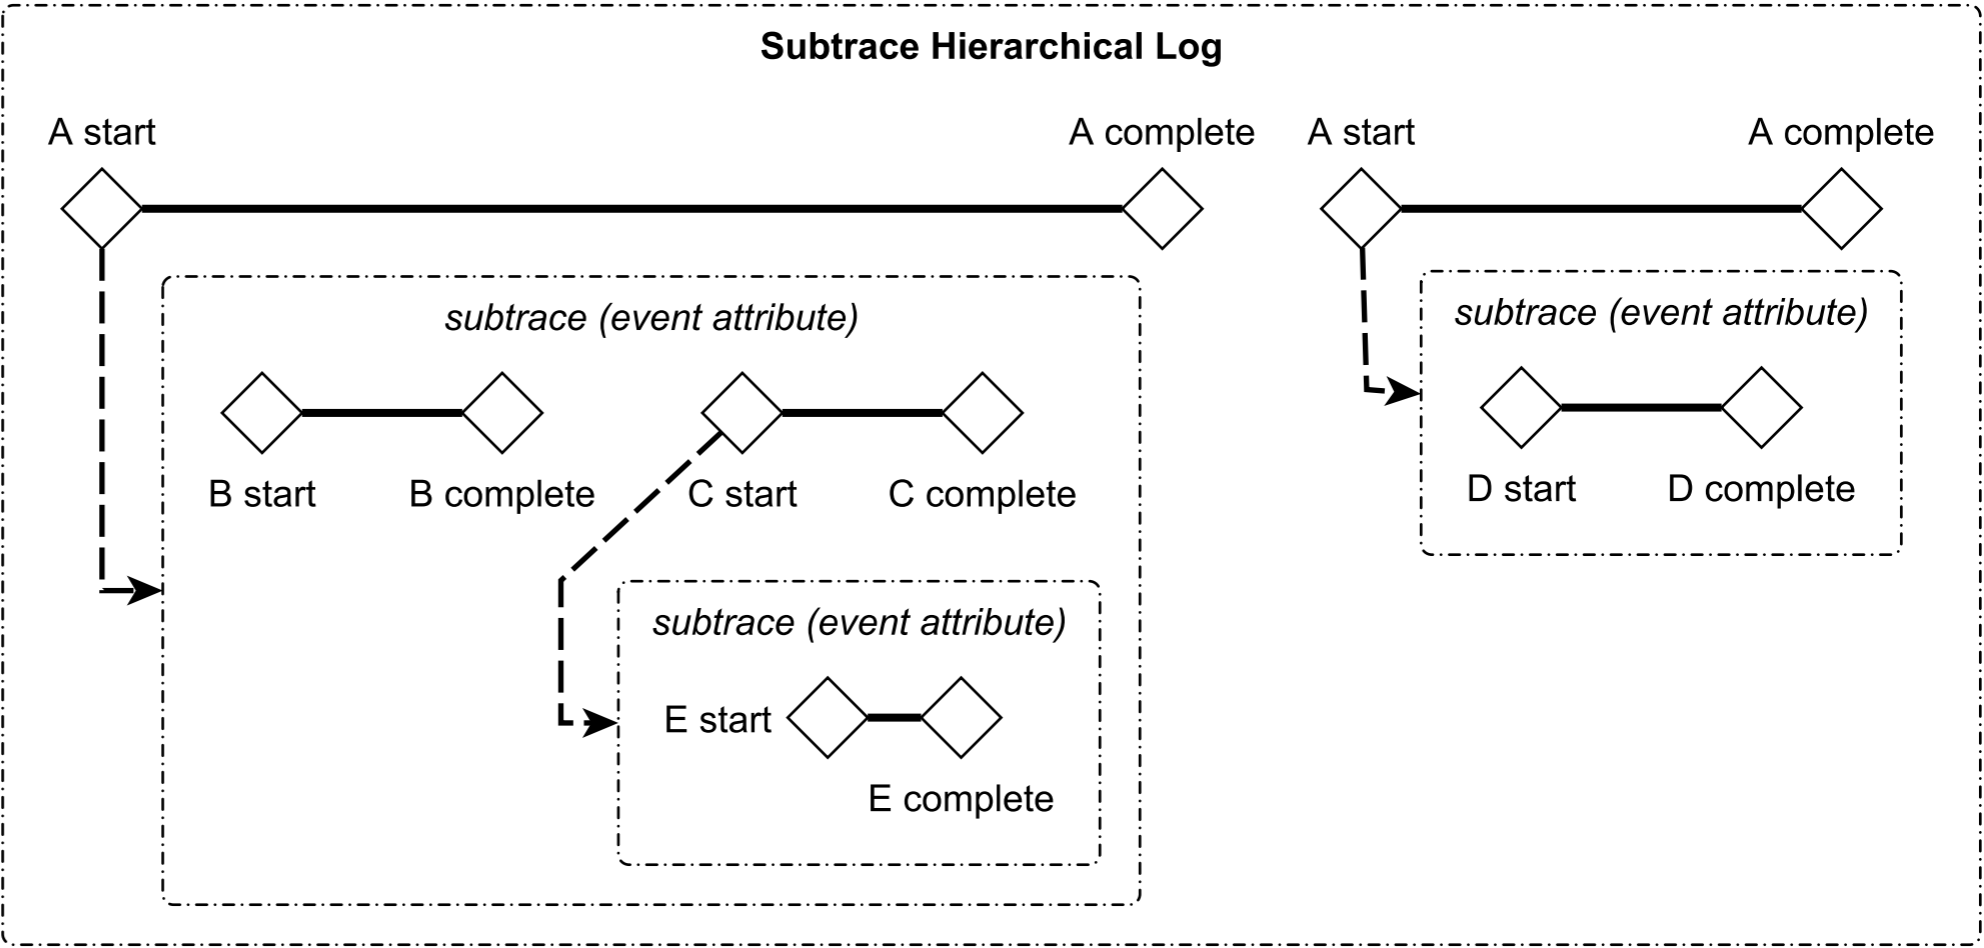 Subtrace Hierarchical Log
A start
A complete
A start
A complete
subtrace (event attribute)
subtrace (event attribute)
B start
B complete
C start
C complete
D start
D complete
subtrace (event attribute)
E start
E complete